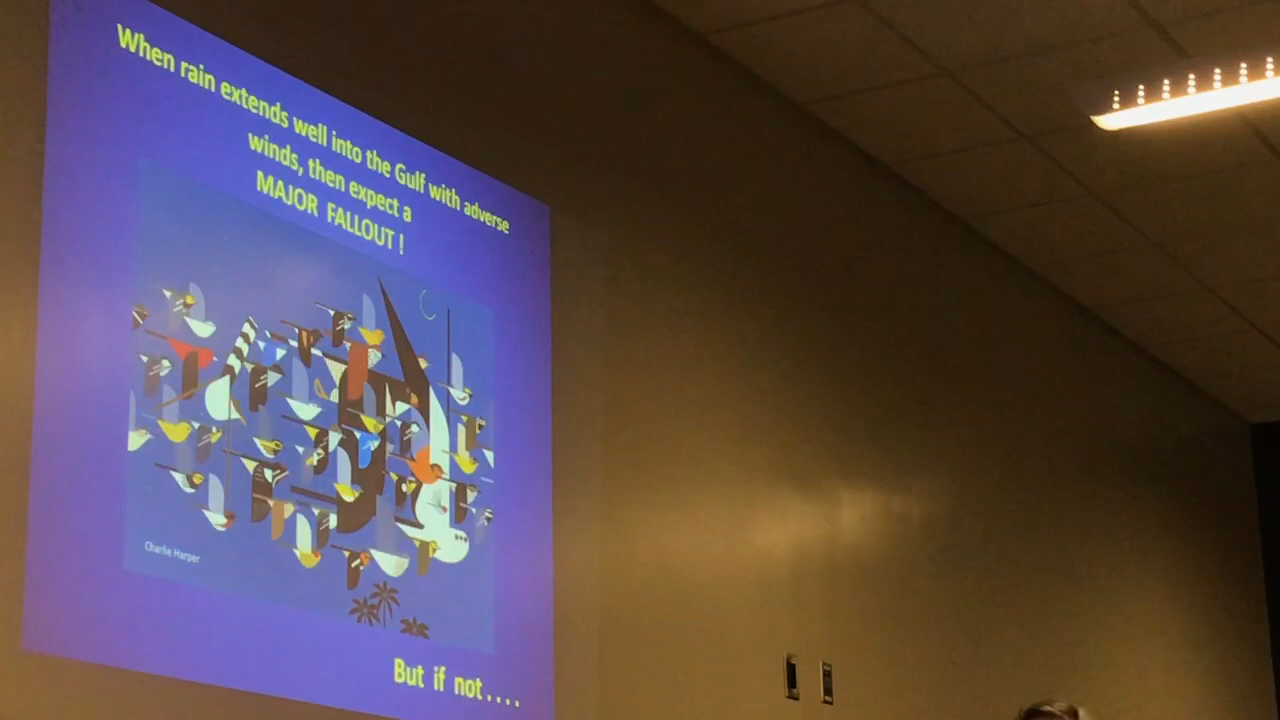 When rain extends well into the Gulf with adverse
winds, then expect a
MAJOR FALLOUT !
Charlie Harper
But if not....